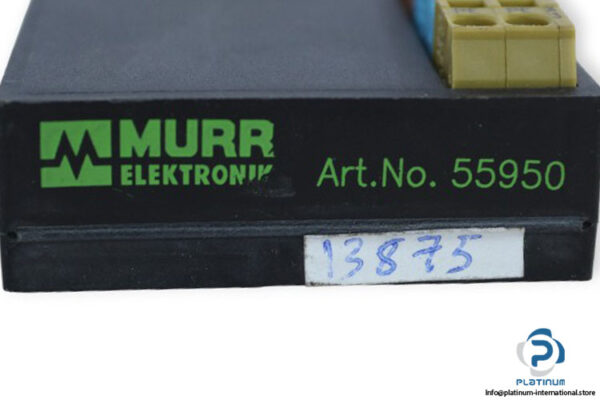 MURR
ELEKTRONIK
Art.No. 55950
13875
PLATINUM
info@platinum-international.store